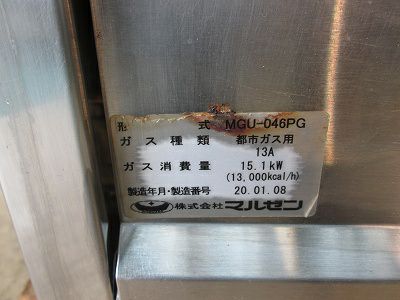 形 式 MGU-046PG
ガス種類 都市ガス用
13A
ガス消費量 15.1kW
(13,000kcal/h)
製造年月・製造番号 20.01.08
株式会社 マルゼン